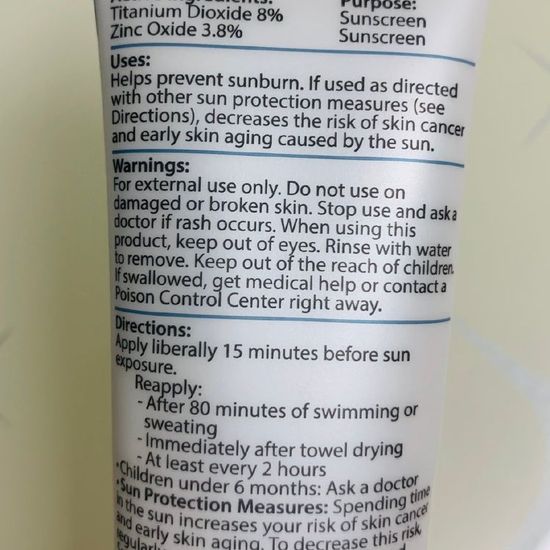 Purpose:
Titanium Dioxide 8% Sunscreen
Zinc Oxide 3.8% Sunscreen
Uses:
Helps prevent sunburn. If used as directed
with other sun protection measures (see
Directions), decreases the risk of skin cancer
and early skin aging caused by the sun.
Warnings:
For external use only. Do not use on
damaged or broken skin. Stop use and ask a
doctor if rash occurs. When using this
product, keep out of eyes. Rinse with water
to remove. Keep out of the reach of children.
If swallowed, get medical help or contact a
Poison Control Center right away.
Directions:
Apply liberally 15 minutes before sun
exposure.
Reapply:
- After 80 minutes of swimming or
sweating
- Immediately after towel drying
- At least every 2 hours
•Children under 6 months: Ask a doctor
•Sun Protection Measures: Spending time
in the sun increases your risk of skin cancer
and early skin aging. To decrease this risk,